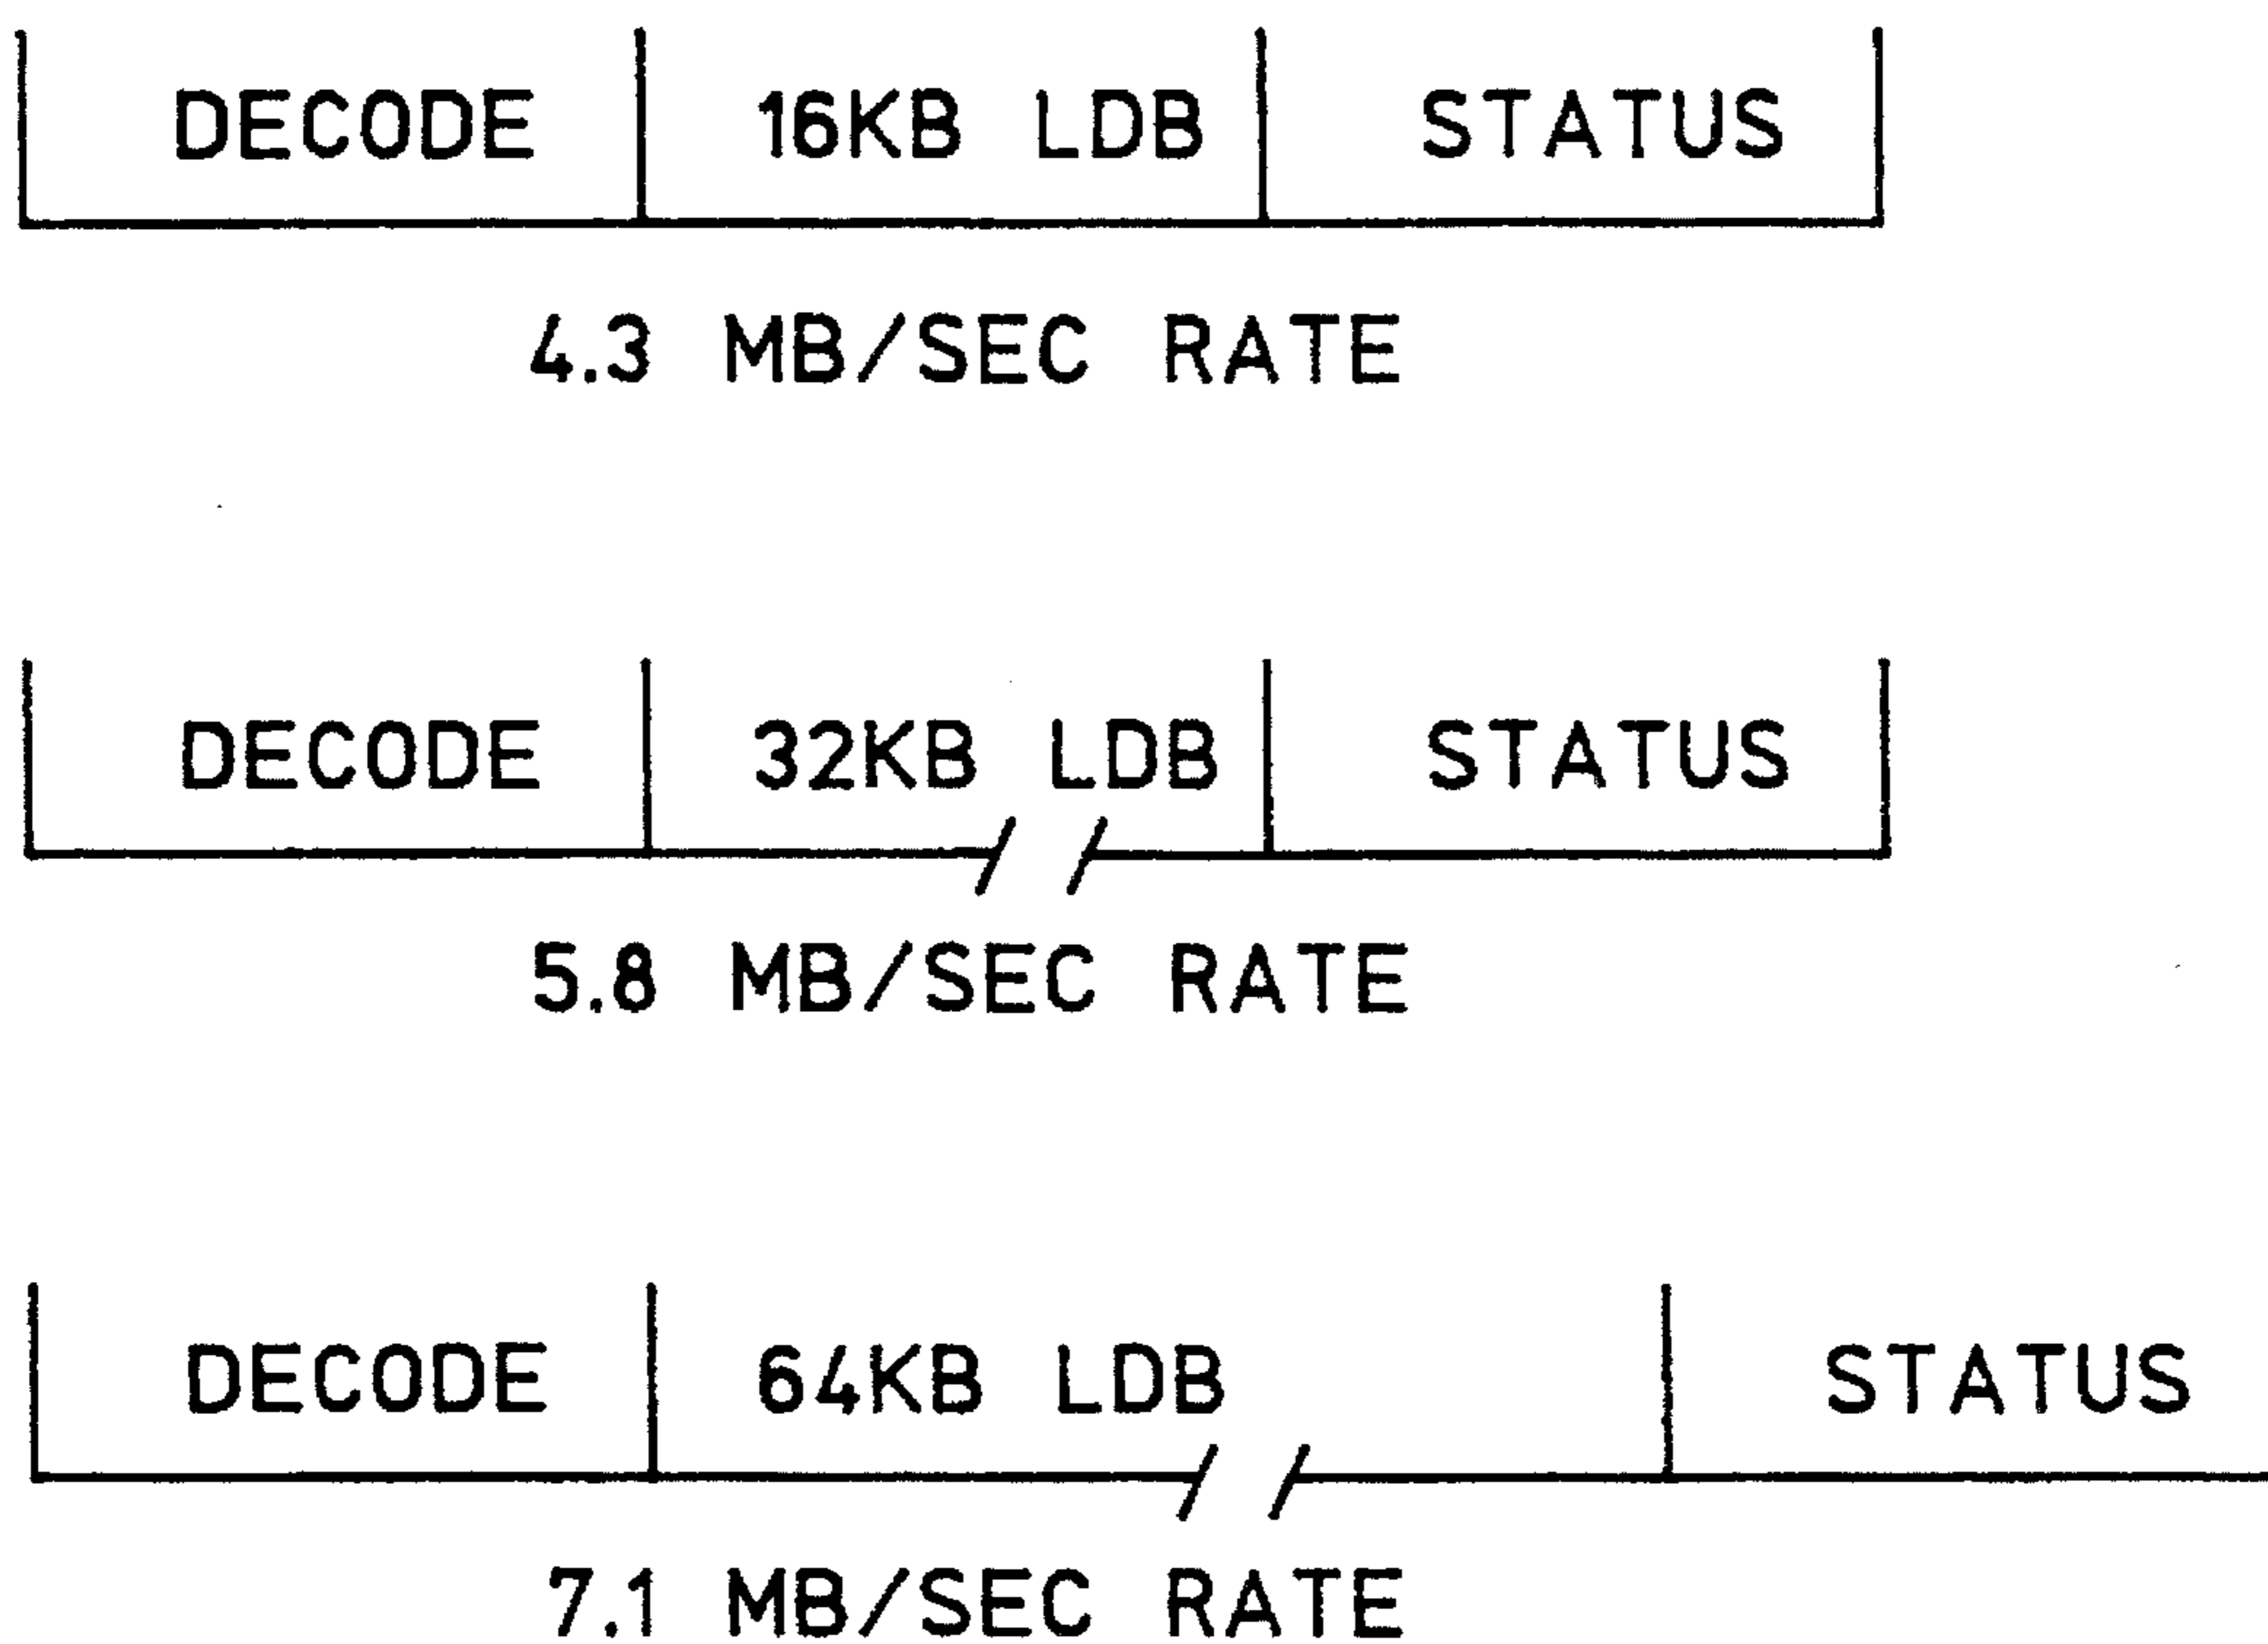 DECODE 16KB LDB STATUS
4.3 MB/SEC RATE
DECODE 32KB LDB STATUS
5.8 MB/SEC RATE
DECODE 64KB LDB STATUS
7.1 MB/SEC RATE